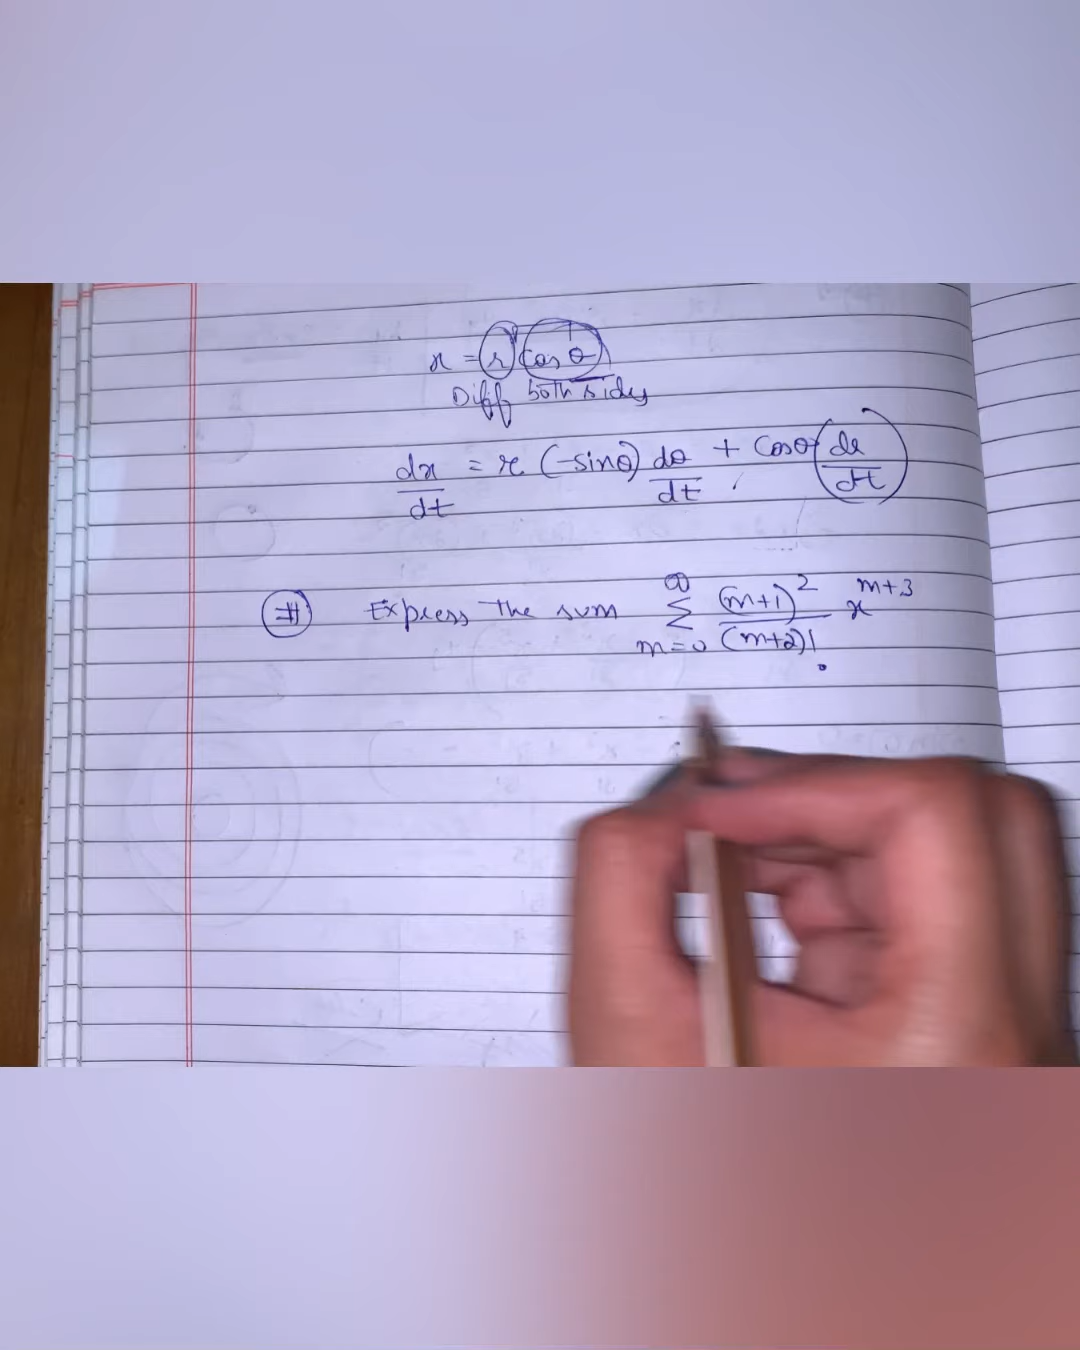 x = r cos θ
Diff both sides
dx/dt = r (-sinθ) dθ/dt + cosθ dr/dt
# Express the sum ∞ Σ m=0 (m+1)²/(m+2)! x^m+3